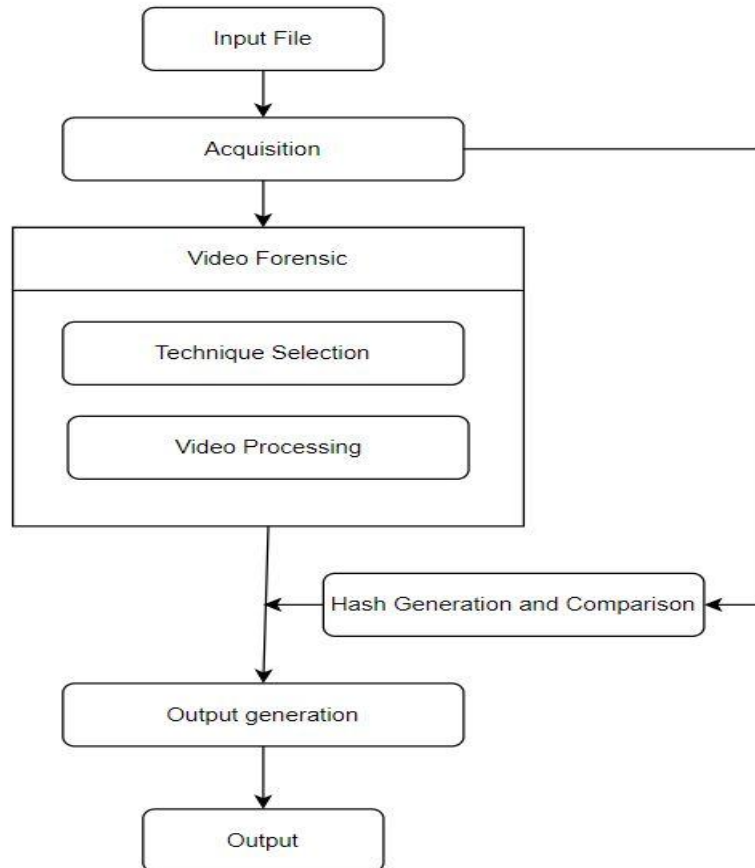 Input File
Acquisition
Video Forensic
Technique Selection
Video Processing
Hash Generation and Comparison
Output generation
Output